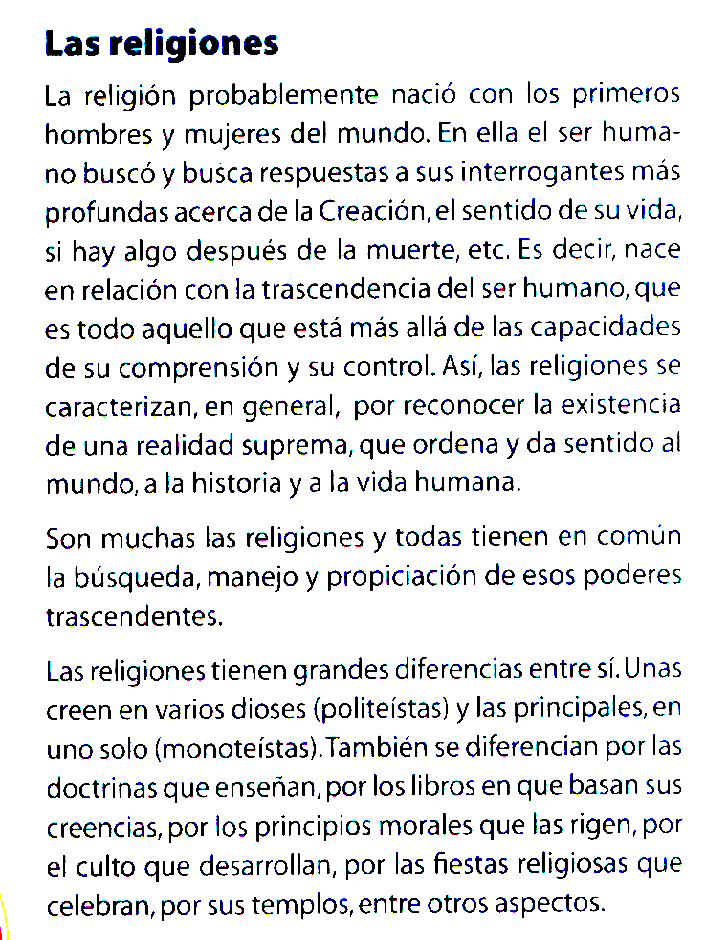 Las religiones
La religión probablemente nació con los primeros
hombres y mujeres del mundo. En ella el ser huma-
no buscó y busca respuestas a sus interrogantes más
profundas acerca de la Creación, el sentido de su vida,
si hay algo después de la muerte, etc. Es decir, nace
en relación con la trascendencia del ser humano, que
es todo aquello que está más allá de las capacidades
de su comprensión y su control. Así, las religiones se
caracterizan, en general, por reconocer la existencia
de una realidad suprema, que ordena y da sentido al
mundo, a la historia y a la vida humana.
Son muchas las religiones y todas tienen en común
la búsqueda, manejo y propiciación de esos poderes
trascendentes.
Las religiones tienen grandes diferencias entre sí. Unas
creen en varios dioses (politeístas) y las principales, en
uno solo (monoteístas). También se diferencian por las
doctrinas que enseñan, por los libros en que basan sus
creencias, por los principios morales que las rigen, por
el culto que desarrollan, por las fiestas religiosas que
celebran, por sus templos, entre otros aspectos.